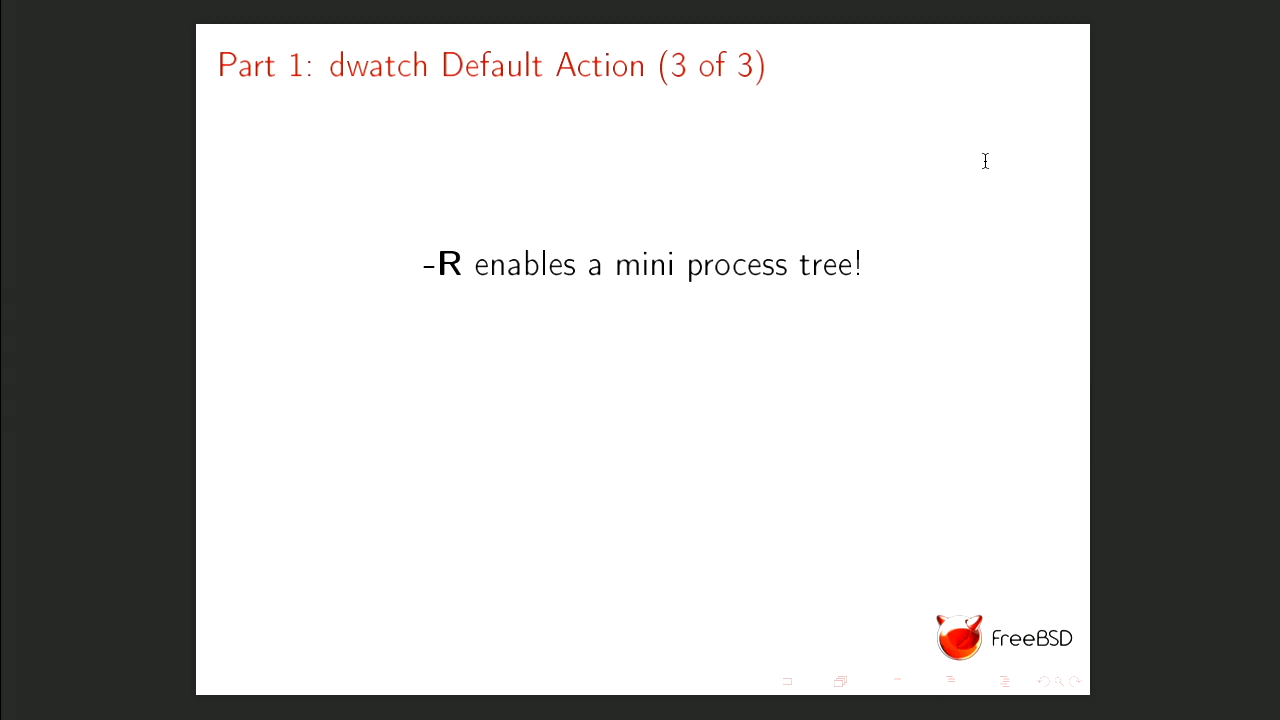 Part 1: dwatch Default Action (3 of 3)
-R enables a mini process tree!
FreeBSD